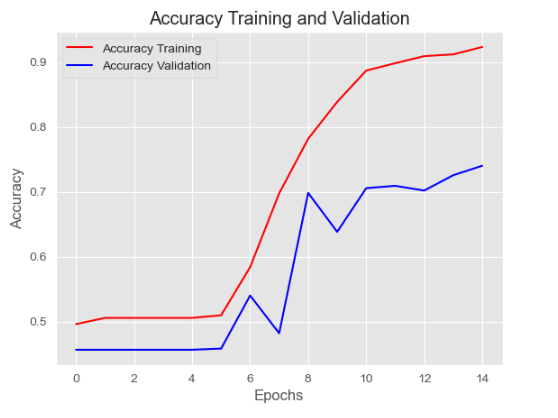 Accuracy Training and Validation
Accuracy Training
Accuracy Validation
Accuracy
0.9
0.8
0.7
0.6
0.5
0 2 4 6 8 10 12 14
Epochs